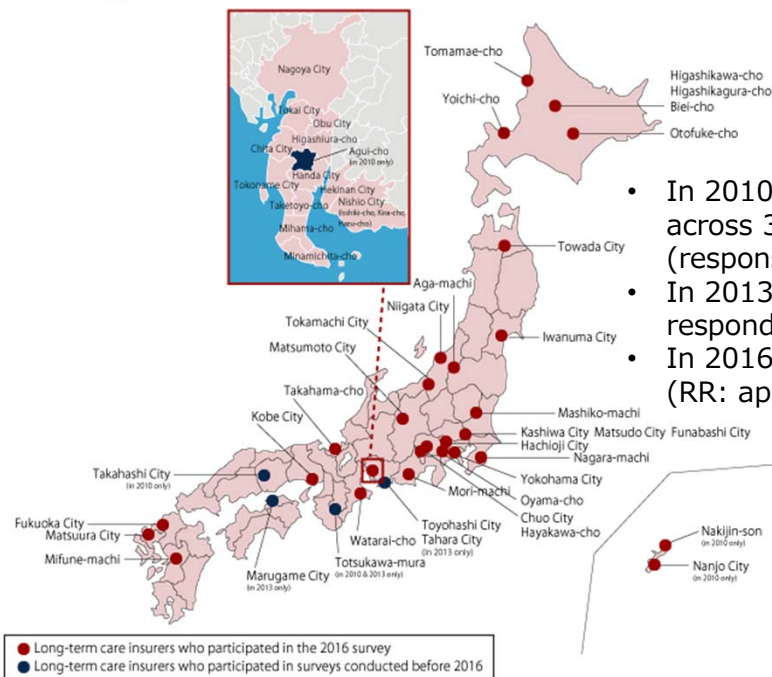 Nagoya City
Tokai City
Obu City
Higashiura-cho
Chita City
Agui-cho
(in 2010 only)
Handa City
Tokoname City
Hekinan City
Nishio City
(Isshiki-cho, Kira-cho,
Hazu-cho)
Taketoyo-cho
Mihama-cho
Minamichita-cho
Tomamae-cho
Yoichi-cho
Higashikawa-cho
Higashikagura-cho
Biei-cho
Otofuke-cho
• In 2010
across 3
(respons
• In 2013
respond
• In 2016
(RR: ap
Towada City
Aga-machi
Niigata City
Tokamachi City
Iwanuma City
Matsumoto City
Takahama-cho
Kobe City
Mashiko-machi
Kashiwa City Matsudo City Funabashi City
Hachioji City
Nagara-machi
Takahashi City
(in 2010 only)
Yokohama City
Mori-machi
Oyama-cho
Chuo City
Hayakawa-cho
Fukuoka City
Matsuura City
Mifune-machi
Toyohashi City
Tahara City
(In 2013 only)
Watarai-cho
Totsukawa-mura
(in 2010 & 2013 only)
Marugame City
(in 2013 only)
Nakijin-son
(in 2010 only)
Nanjo City
(in 2010 only)
Long-term care insurers who participated in the 2016 survey
Long-term care insurers who participated in surveys conducted before 2016